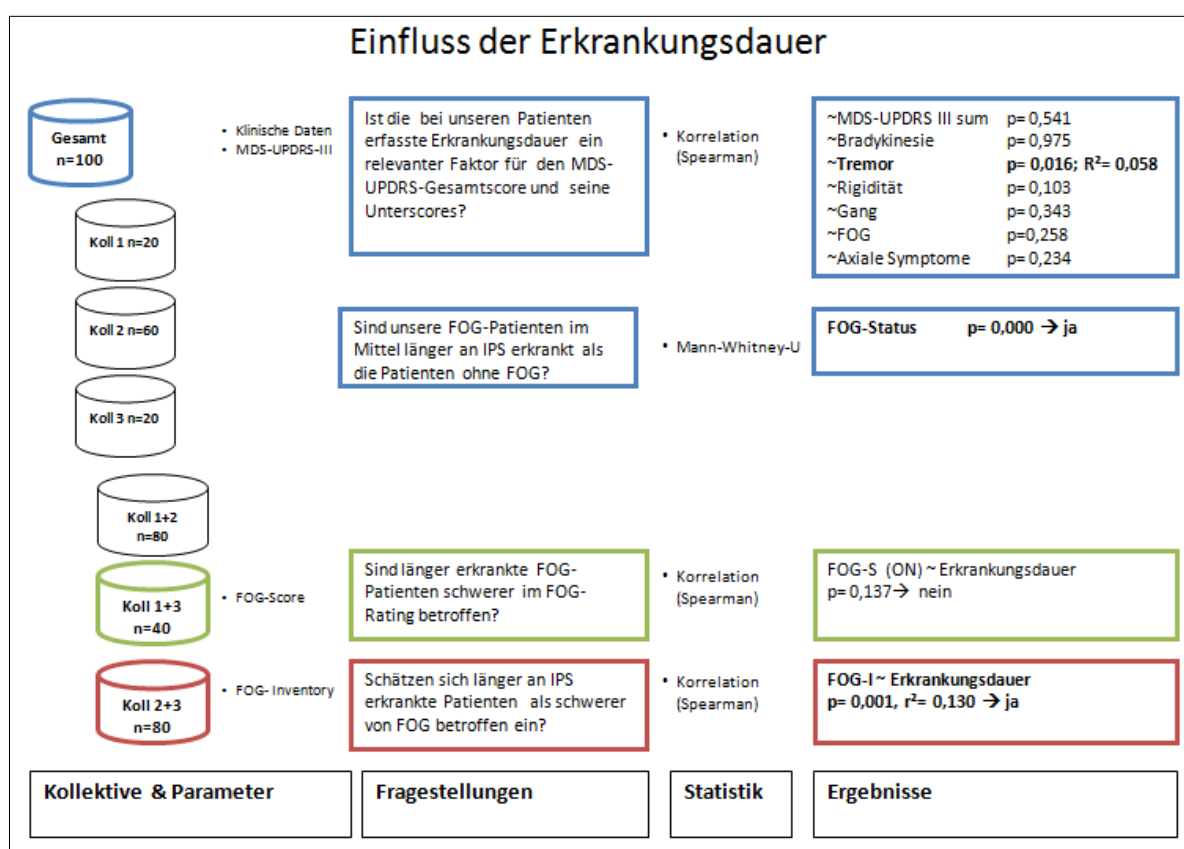 Einfluss der Erkrankungsdauer
Gesamt
n=100
• Klinische Daten
• MDS-UPDRS-III
Ist die bei unseren Patienten
erfasste Erkrankungsdauer ein
relevanter Faktor für den MDS-
UPDRS-Gesamtscore und seine
Unterscores?
• Korrelation
(Spearman)
~MDS-UPDRS III sum p= 0,541
~Bradykinesie p= 0,975
~Tremor p= 0,016; R²= 0,058
~Rigidität p= 0,103
~Gang p= 0,343
~FOG p=0,258
~Axiale Symptome p= 0,234
Koll 1 n=20
Koll 2 n=60
Sind unsere FOG-Patienten im
Mittel länger an IPS erkrankt als
die Patienten ohne FOG?
• Mann-Whitney-U
FOG-Status p= 0,000 → ja
Koll 3 n=20
Koll 1+2
n=80
Koll 1+3
n=40
• FOG-Score
Sind länger erkrankte FOG-
Patienten schwerer im FOG-
Rating betroffen?
• Korrelation
(Spearman)
FOG-S (ON) ~ Erkrankungsdauer
p= 0,137→ nein
Koll 2+3
n=80
• FOG- Inventory
Schätzen sich länger an IPS
erkrankte Patienten als schwerer
von FOG betroffen ein?
• Korrelation
(Spearman)
FOG-I ~ Erkrankungsdauer
p= 0,001, r²= 0,130 → ja
Kollektive & Parameter
Fragestellungen
Statistik
Ergebnisse